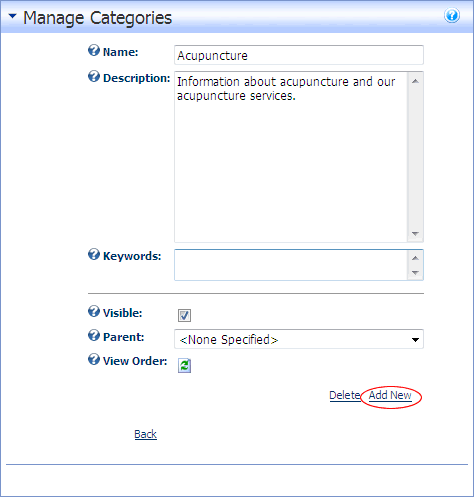 Manage Categories
Name: Acupuncture
Description: Information about acupuncture and our
acupuncture services.
Keywords:
Visible:
Parent: <None Specified>
View Order:
Delete Add New
Back